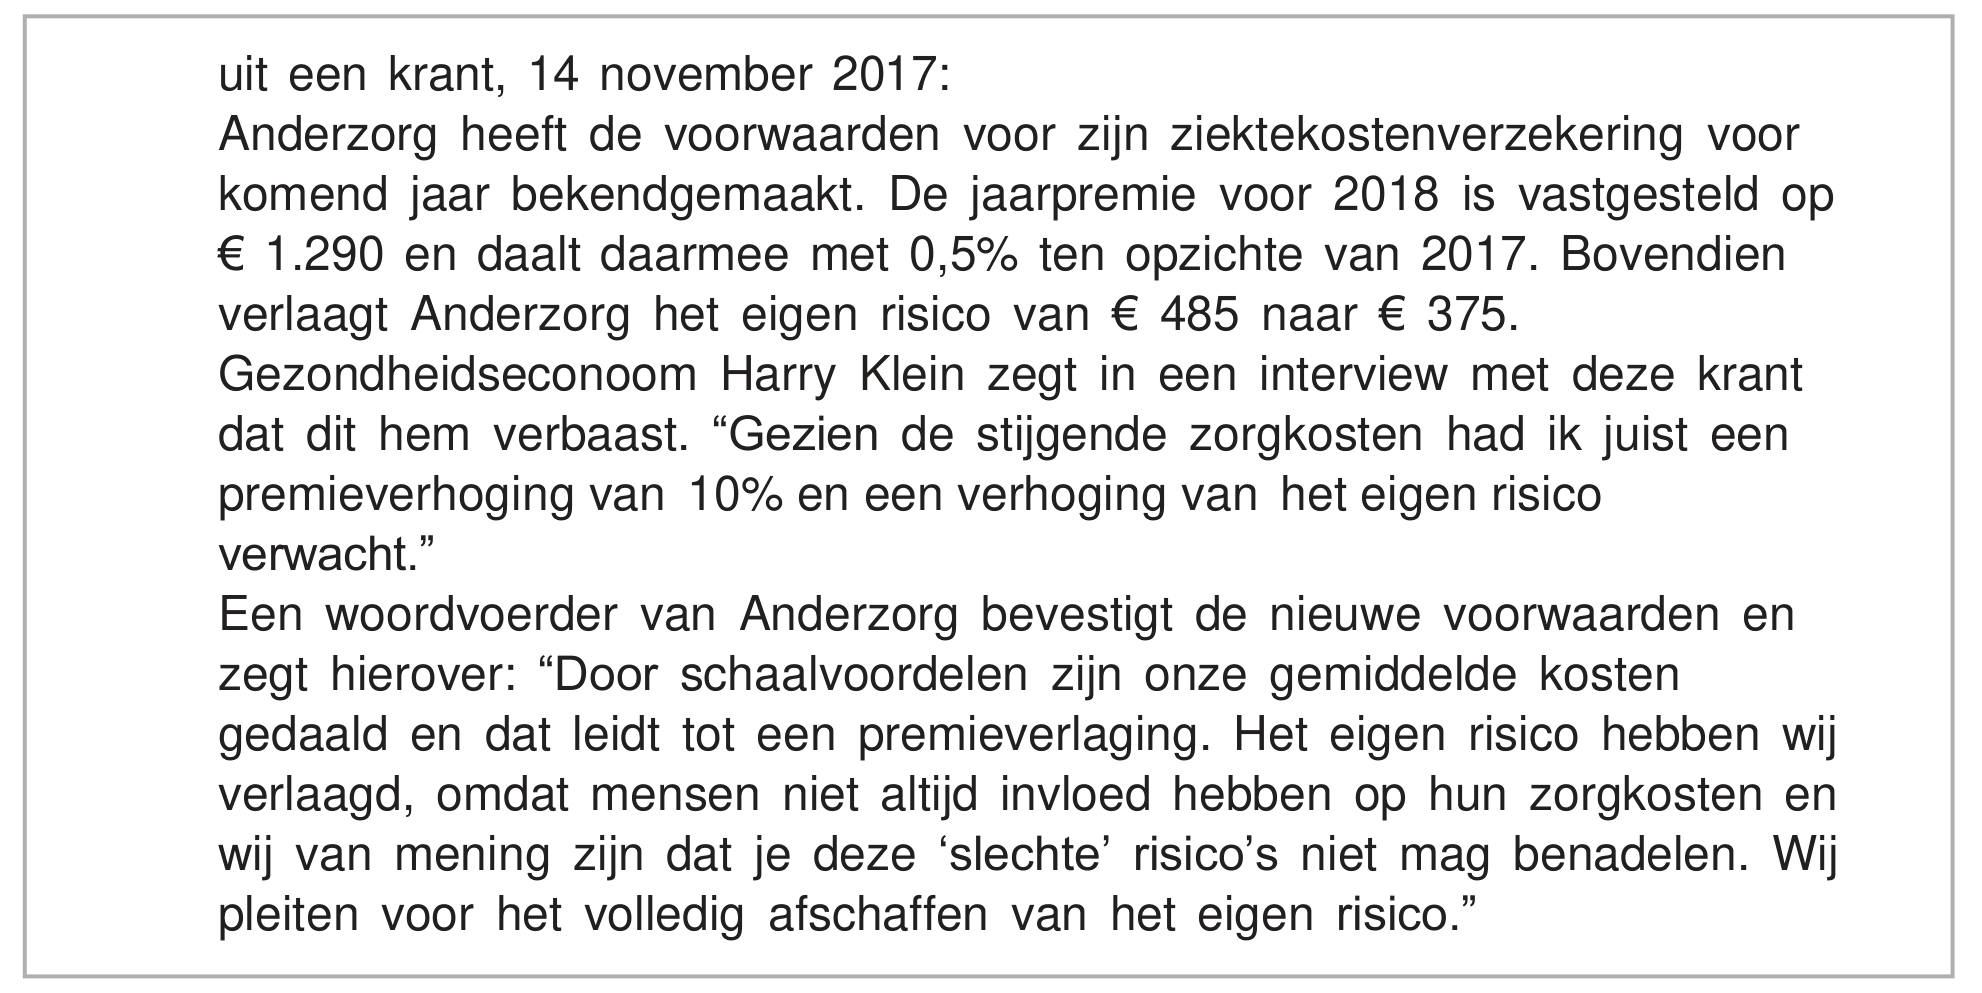 uit een krant, 14 november 2017:
Anderzorg heeft de voorwaarden voor zijn ziektekostenverzekering voor
komend jaar bekendgemaakt. De jaarpremie voor 2018 is vastgesteld op
€ 1.290 en daalt daarmee met 0,5% ten opzichte van 2017. Bovendien
verlaagt Anderzorg het eigen risico van € 485 naar € 375.
Gezondheidseconoom Harry Klein zegt in een interview met deze krant
dat dit hem verbaast. “Gezien de stijgende zorgkosten had ik juist een
premieverhoging van 10% en een verhoging van het eigen risico
verwacht.”
Een woordvoerder van Anderzorg bevestigt de nieuwe voorwaarden en
zegt hierover: “Door schaalvoordelen zijn onze gemiddelde kosten
gedaald en dat leidt tot een premieverlaging. Het eigen risico hebben wij
verlaagd, omdat mensen niet altijd invloed hebben op hun zorgkosten en
wij van mening zijn dat je deze ‘slechte’ risico’s niet mag benadelen. Wij
pleiten voor het volledig afschaffen van het eigen risico.”